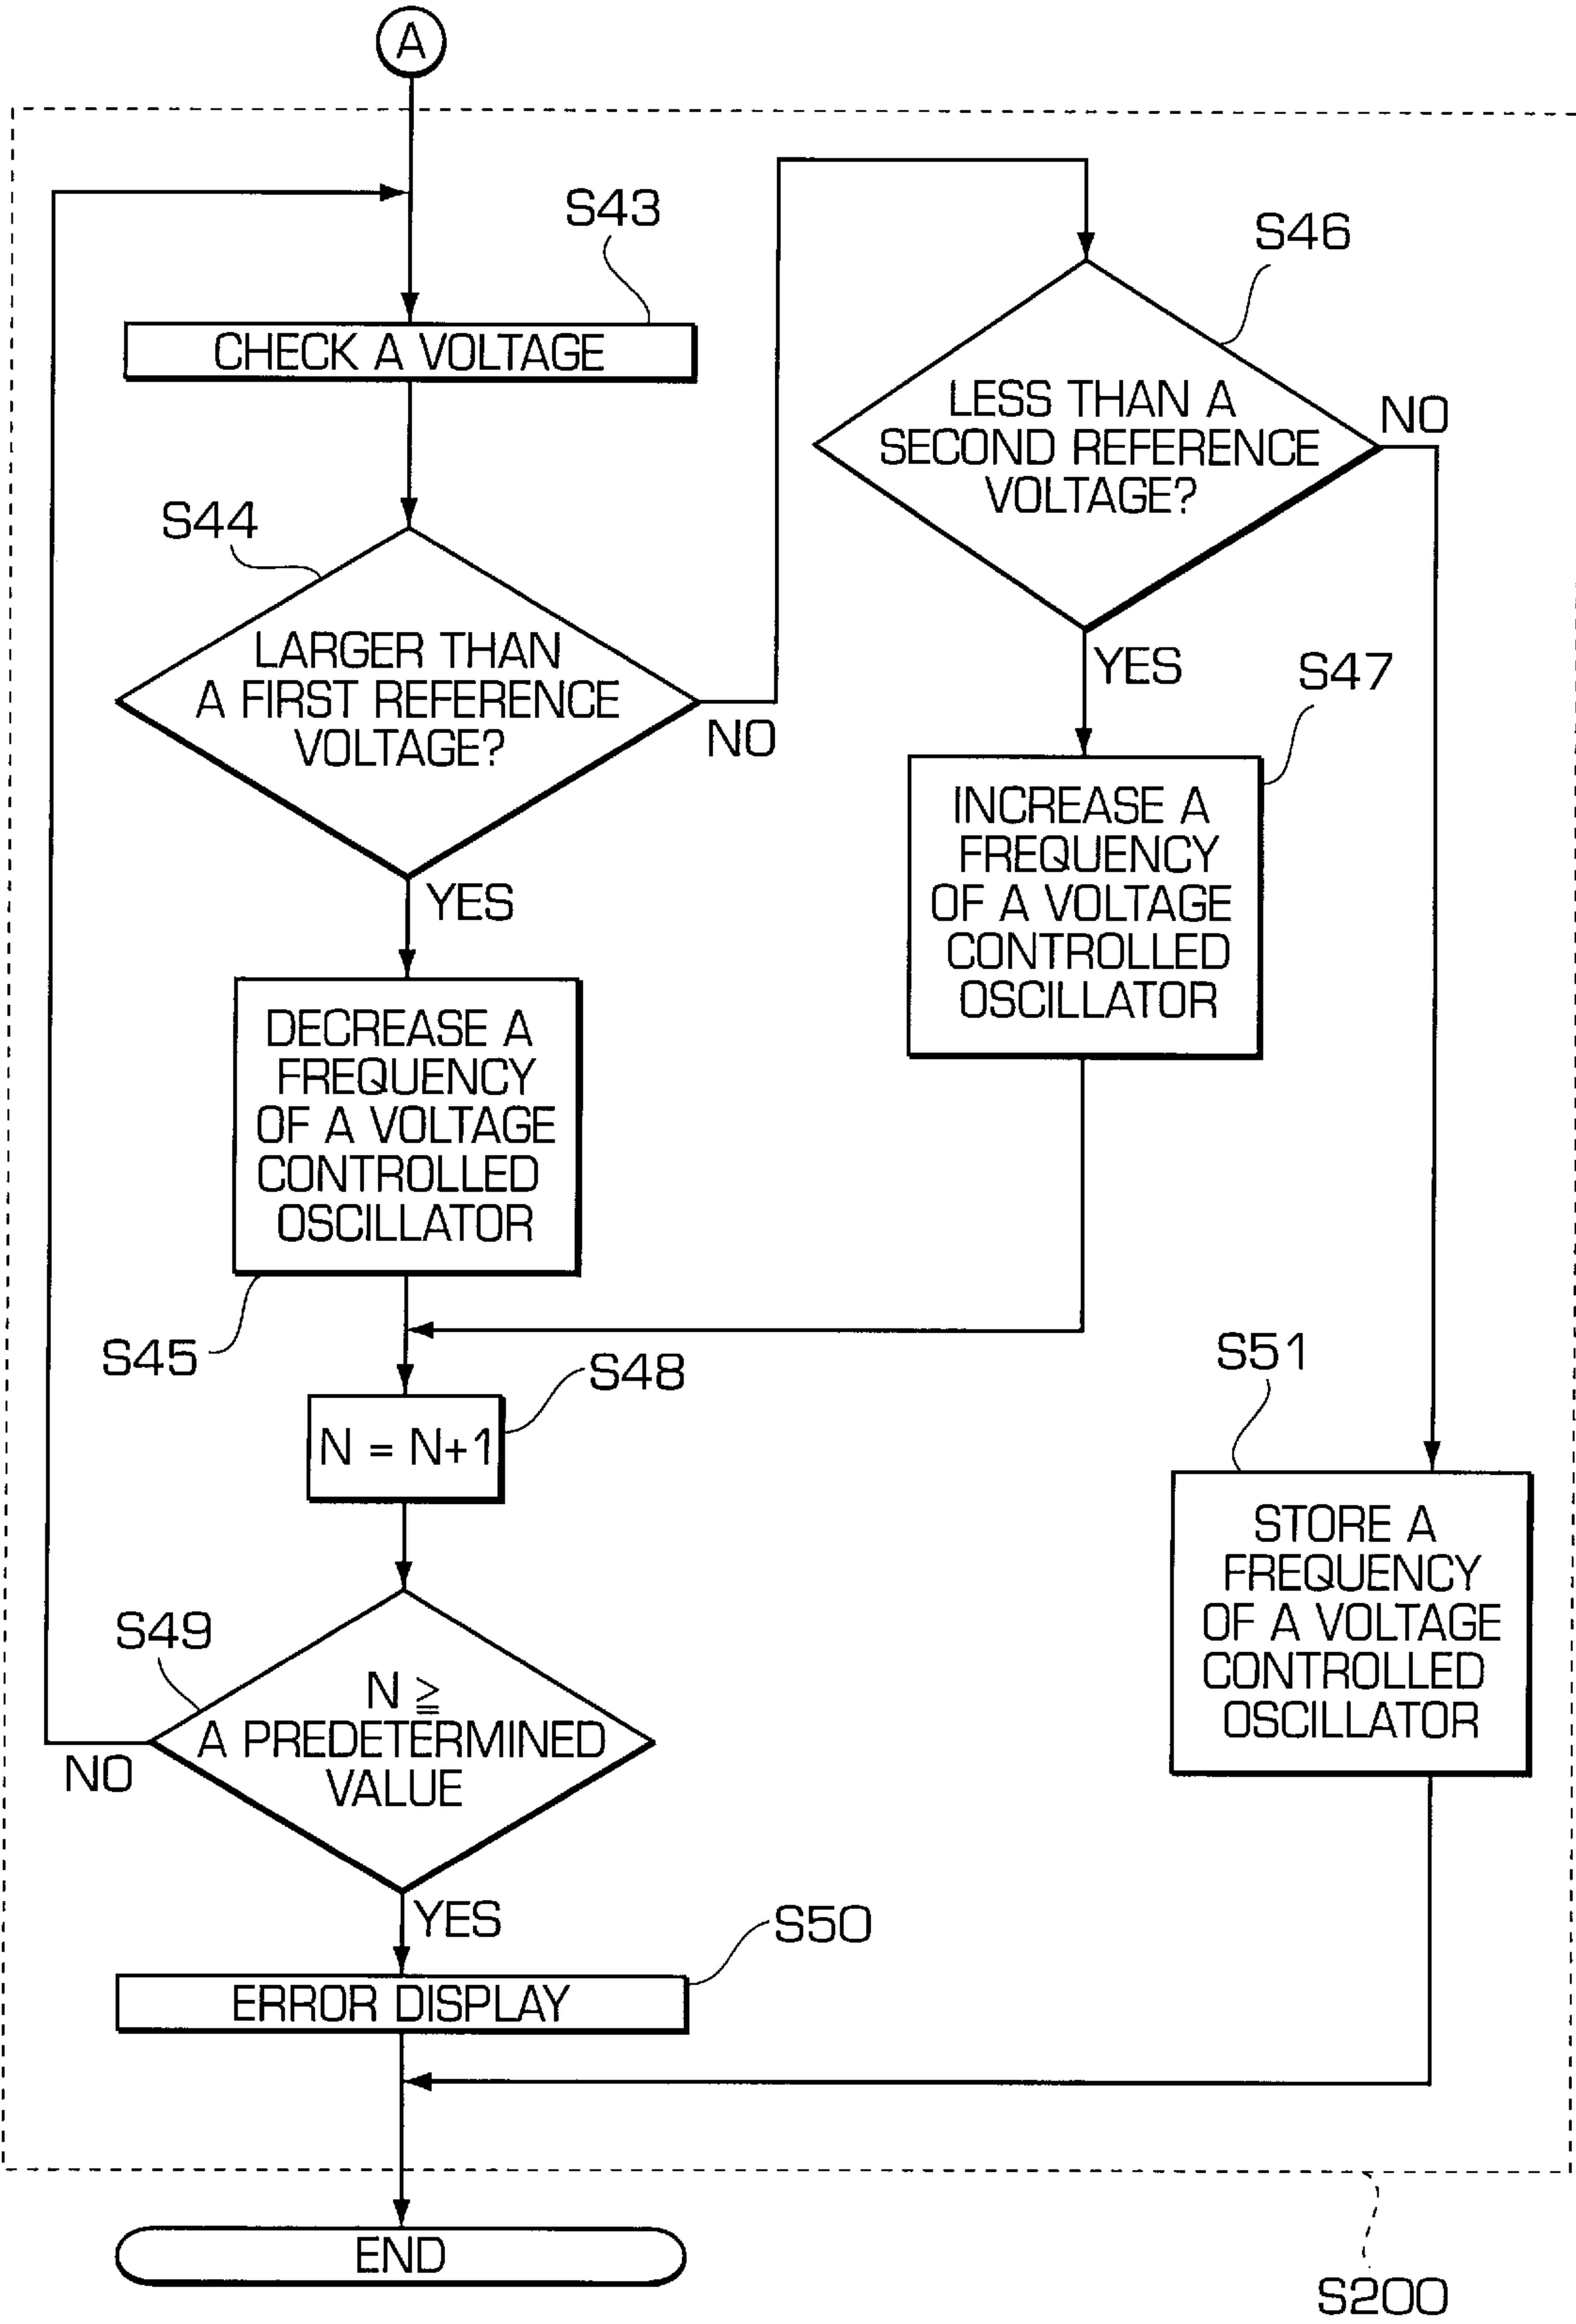 A
S43
CHECK A VOLTAGE
S44
LARGER THAN
A FIRST REFERENCE
VOLTAGE?
NO
YES
S46
LESS THAN A
SECOND REFERENCE
VOLTAGE?
NO
YES
S47
INCREASE A
FREQUENCY
OF A VOLTAGE
CONTROLLED
OSCILLATOR
DECREASE A
FREQUENCY
OF A VOLTAGE
CONTROLLED
OSCILLATOR
S45
S48
N = N+1
S49
N ≧
A PREDETERMINED
VALUE
NO
YES
S51
STORE A
FREQUENCY
OF A VOLTAGE
CONTROLLED
OSCILLATOR
S50
ERROR DISPLAY
END
S200